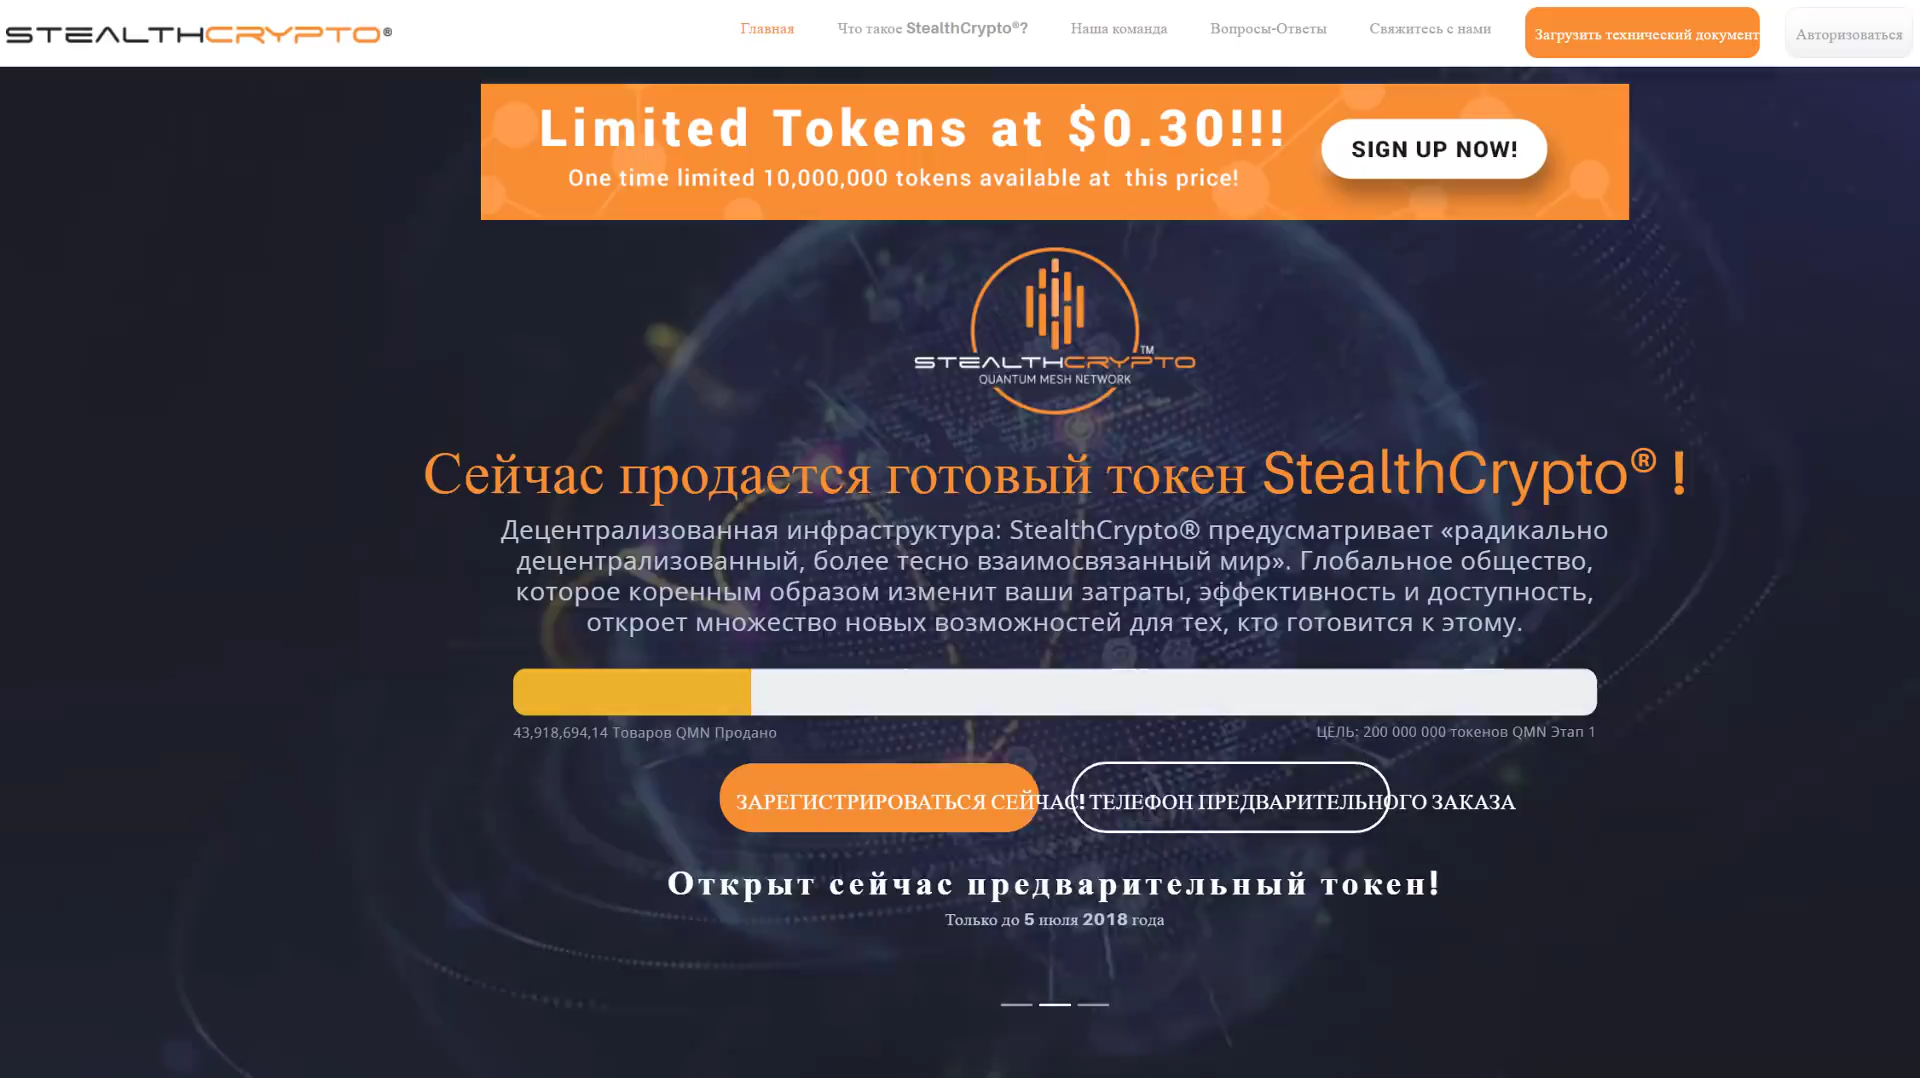 STEALTHCRYPTO®
Главная
Что такое StealthCrypto®?
Наша команда
Вопросы-Ответы
Свяжитесь с нами
Загрузить технический документ
Авторизоваться
Limited Tokens at $0.30!!!
One time limited 10,000,000 tokens available at this price!
SIGN UP NOW!
STEALTHCRYPTO™
QUANTUM MESH NETWORK
Сейчас продается готовый токен StealthCrypto® !
Децентрализованная инфраструктура: StealthCrypto® предусматривает «радикально
децентрализованный, более тесно взаимосвязанный мир». Глобальное общество,
которое коренным образом изменит ваши затраты, эффективность и доступность,
откроет множество новых возможностей для тех, кто готовится к этому.
43,918,694,14 Товаров QMN Продано
ЦЕЛЬ: 200 000 000 токенов QMN Этап 1
ЗАРЕГИСТРИРОВАТЬСЯ СЕЙЧАС!
ТЕЛЕФОН ПРЕДВАРИТЕЛЬНОГО ЗАКАЗА
Открыт сейчас предварительный токен!
Только до 5 июля 2018 года